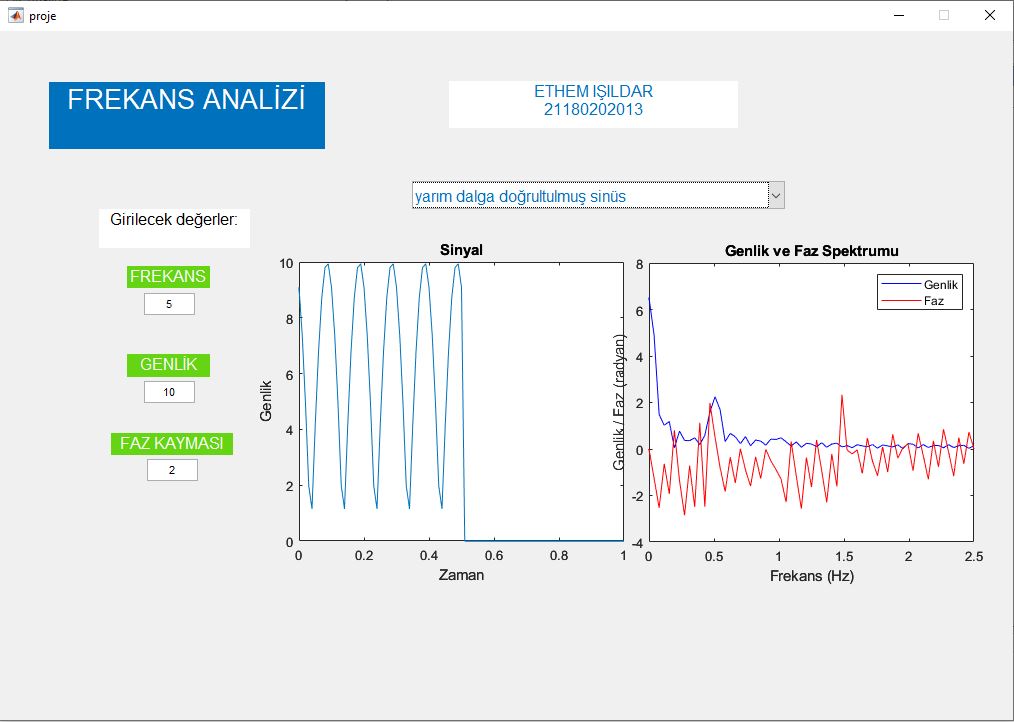 proje
FREKANS ANALİZİ
ETHEM IŞILDAR
21180202013
yarım dalga doğrultulmuş sinüs
Girilecek değerler:
FREKANS
5
GENLİK
10
FAZ KAYMASI
2
Sinyal
10
8
6
4
2
0
Genlik
0 0.2 0.4 0.6 0.8 1
Zaman
Genlik ve Faz Spektrumu
Genlik
Faz
8
6
4
2
0
-2
-4
Genlik / Faz (radyan)
0 0.5 1 1.5 2 2.5
Frekans (Hz)